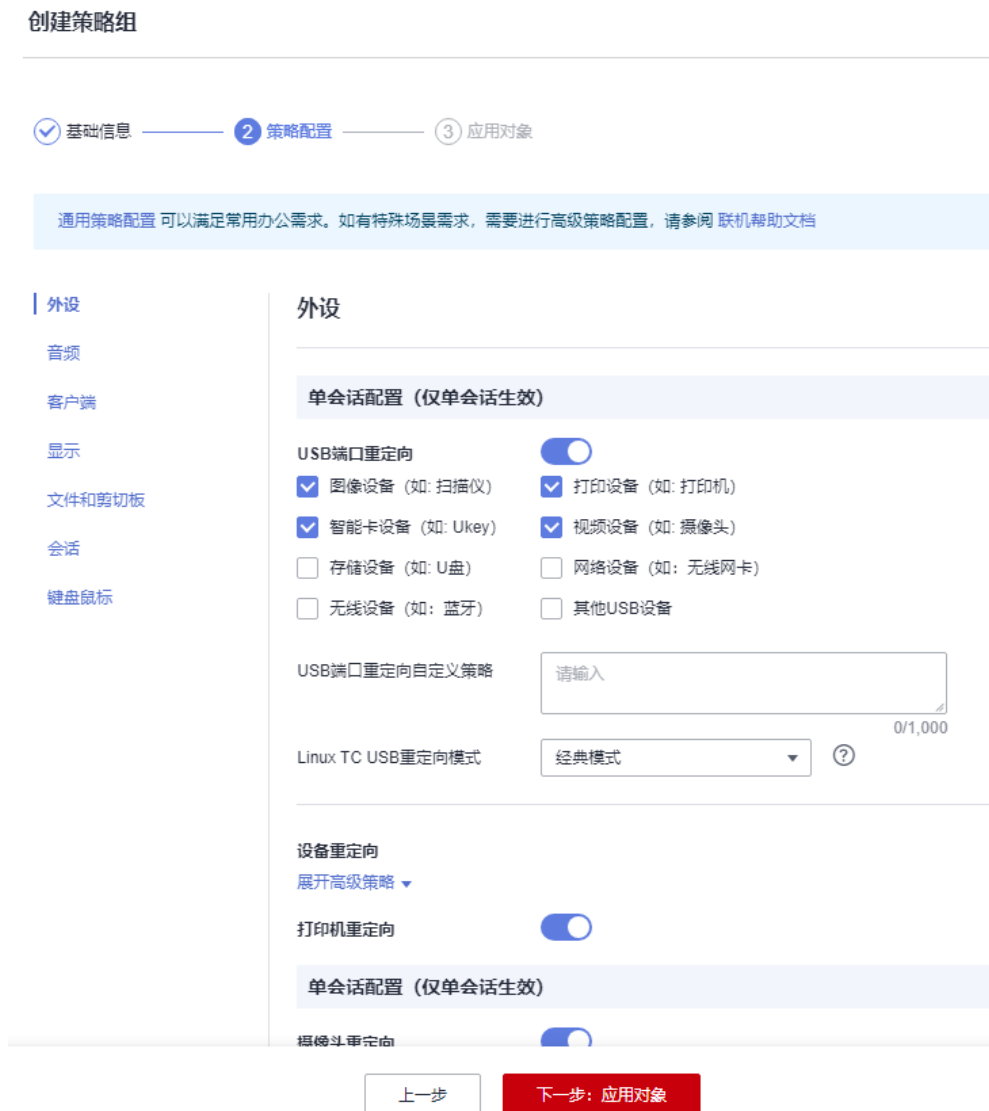 创建策略组
基础信息 2 策略配置 3 应用对象
通用策略配置 可以满足常用办公需求。如有特殊场景需求，需要进行高级策略配置，请参阅 联机帮助文档
外设
音频
客户端
显示
文件和剪切板
会话
键盘鼠标
外设
单会话配置（仅单会话生效）
USB端口重定向
图像设备（如: 扫描仪） 打印设备（如: 打印机）
智能卡设备（如: Ukey） 视频设备（如: 摄像头）
存储设备（如: U盘） 网络设备（如：无线网卡）
无线设备（如：蓝牙） 其他USB设备
USB端口重定向自定义策略 请输入
0/1,000
Linux TC USB重定向模式 经典模式 ?
设备重定向
展开高级策略
打印机重定向
单会话配置（仅单会话生效）
摄像头重定向
上一步 下一步：应用对象